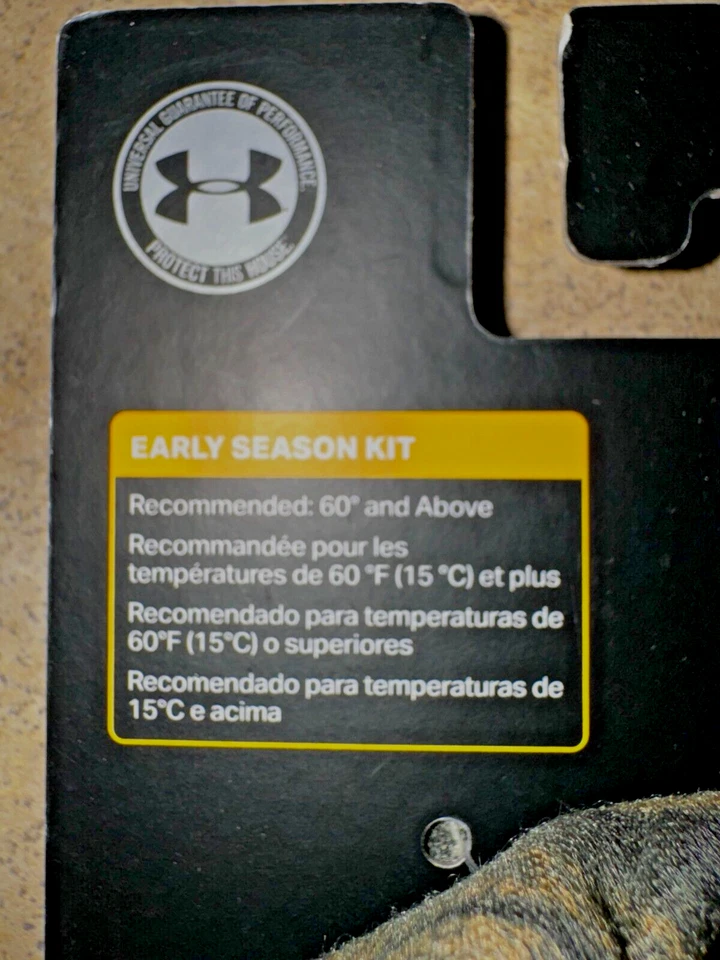 UNIVERSAL GUARANTEE OF PERFORMANCE.
PROTECT THIS HOUSE.
EARLY SEASON KIT
Recommended: 60° and Above
Recommandée pour les
températures de 60 °F (15 °C) et plus
Recomendado para temperaturas de
60°F (15°C) o superiores
Recomendado para temperaturas de
15°C e acima